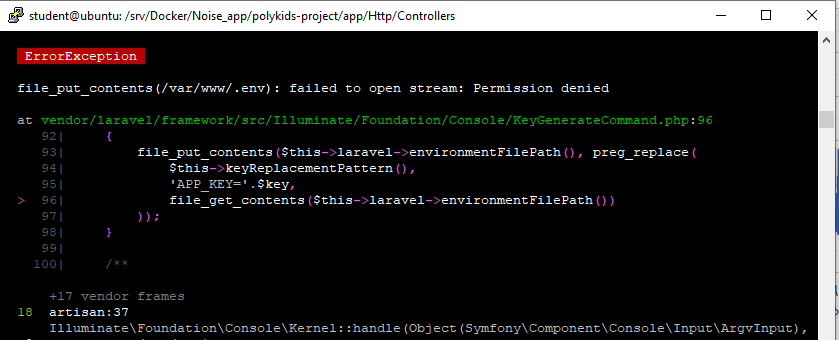 student@ubuntu: /srv/Docker/Noise_app/polykids-project/app/Http/Controllers
ErrorException
file_put_contents(/var/www/.env): failed to open stream: Permission denied
at vendor/laravel/framework/src/Illuminate/Foundation/Console/KeyGenerateCommand.php:96
92| {
93| file_put_contents($this->laravel->environmentFilePath(), preg_replace(
94| $this->keyReplacementPattern(),
95| 'APP_KEY='.$key,
> 96| file_get_contents($this->laravel->environmentFilePath())
97| ));
98| }
99|
100| /**
+17 vendor frames
18 artisan:37
Illuminate\Foundation\Console\Kernel::handle(Object(Symfony\Component\Console\Input\ArgvInput),